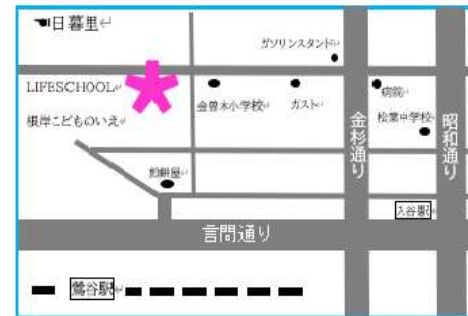 ☚日暮里↵
ガソリンスタンド↵
LIFESCHOOL↵
根岸こどものいえ↵
金曽木小学校↵
ガスト↵
病院↵
松葉中学校↵
金杉通り
昭和通り
煎餅屋↵
入谷駅↵
言問通り
鶯谷駅↵